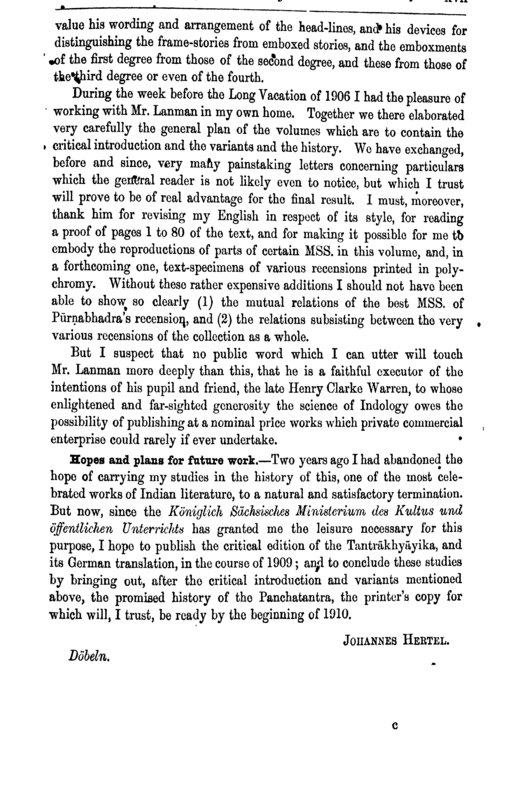 value his wording and arrangement of the head-lines, and his devices for
distinguishing the frame-stories from emboxed stories, and the emboxments
of the first degree from those of the second degree, and these from those of
the third degree or even of the fourth.
During the week before the Long Vacation of 1906 I had the pleasure of
working with Mr. Lanman in my own home. Together we there elaborated
very carefully the general plan of the volumes which are to contain the
critical introduction and the variants and the history. We have exchanged,
before and since, very many painstaking letters concerning particulars
which the general reader is not likely even to notice, but which I trust
will prove to be of real advantage for the final result. I must, moreover,
thank him for revising my English in respect of its style, for reading
a proof of pages 1 to 80 of the text, and for making it possible for me to
embody the reproductions of parts of certain MSS. in this volume, and, in
a forthcoming one, text-specimens of various recensions printed in poly-
chromy. Without these rather expensive additions I should not have been
able to show so clearly (1) the mutual relations of the best MSS. of
Pūrṇabhadra's recension, and (2) the relations subsisting between the very
various recensions of the collection as a whole.
But I suspect that no public word which I can utter will touch
Mr. Lanman more deeply than this, that he is a faithful executor of the
intentions of his pupil and friend, the late Henry Clarke Warren, to whose
enlightened and far-sighted generosity the science of Indology owes the
possibility of publishing at a nominal price works which private commercial
enterprise could rarely if ever undertake.
Hopes and plans for future work.—Two years ago I had abandoned the
hope of carrying my studies in the history of this, one of the most cele-
brated works of Indian literature, to a natural and satisfactory termination.
But now, since the Königlich Sächsisches Ministerium des Kultus und
öffentlichen Unterrichts has granted me the leisure necessary for this
purpose, I hope to publish the critical edition of the Tantrākhyāyika, and
its German translation, in the course of 1909; and to conclude these studies
by bringing out, after the critical introduction and variants mentioned
above, the promised history of the Panchatantra, the printer's copy for
which will, I trust, be ready by the beginning of 1910.
JOHANNES HERTEL.
Döbeln.
c